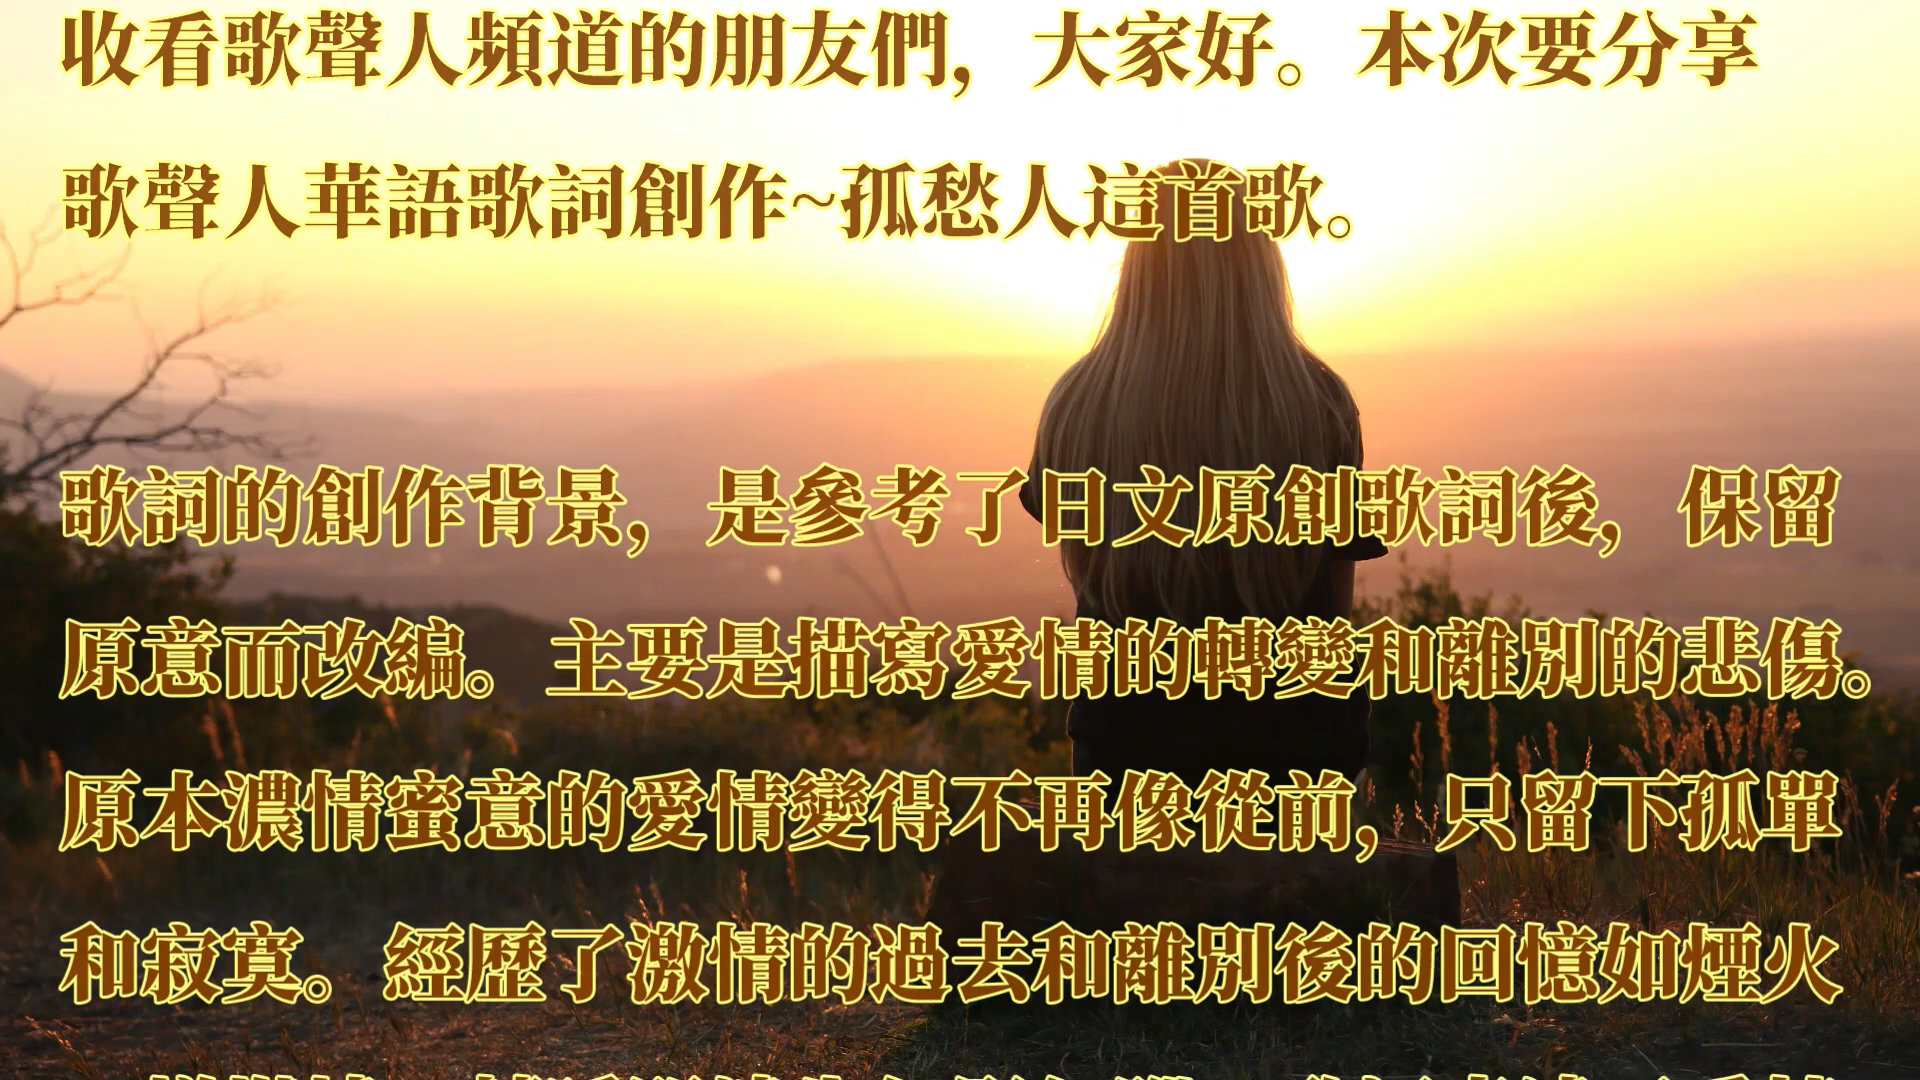 收看歌聲人頻道的朋友們，大家好。本次要分享
歌聲人華語歌詞創作~孤愁人這首歌。
歌詞的創作背景，是參考了日文原創歌詞後，保留
原意而改編。主要是描寫愛情的轉變和離別的悲傷。
原本濃情蜜意的愛情變得不再像從前，只留下孤單
和寂寞。經歷了激情的過去和離別後的回憶如煙火